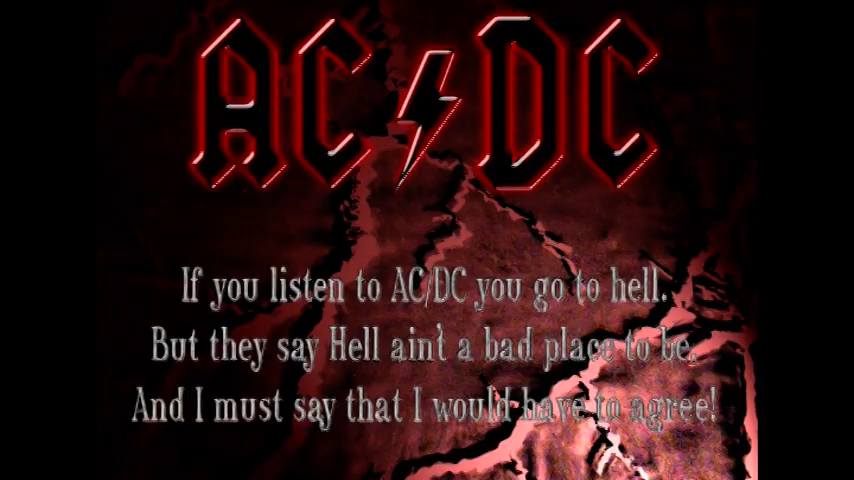 AC/DC
If you listen to AC/DC you go to hell.
But they say Hell ain't a bad place to be.
And I must say that I would have to agree!